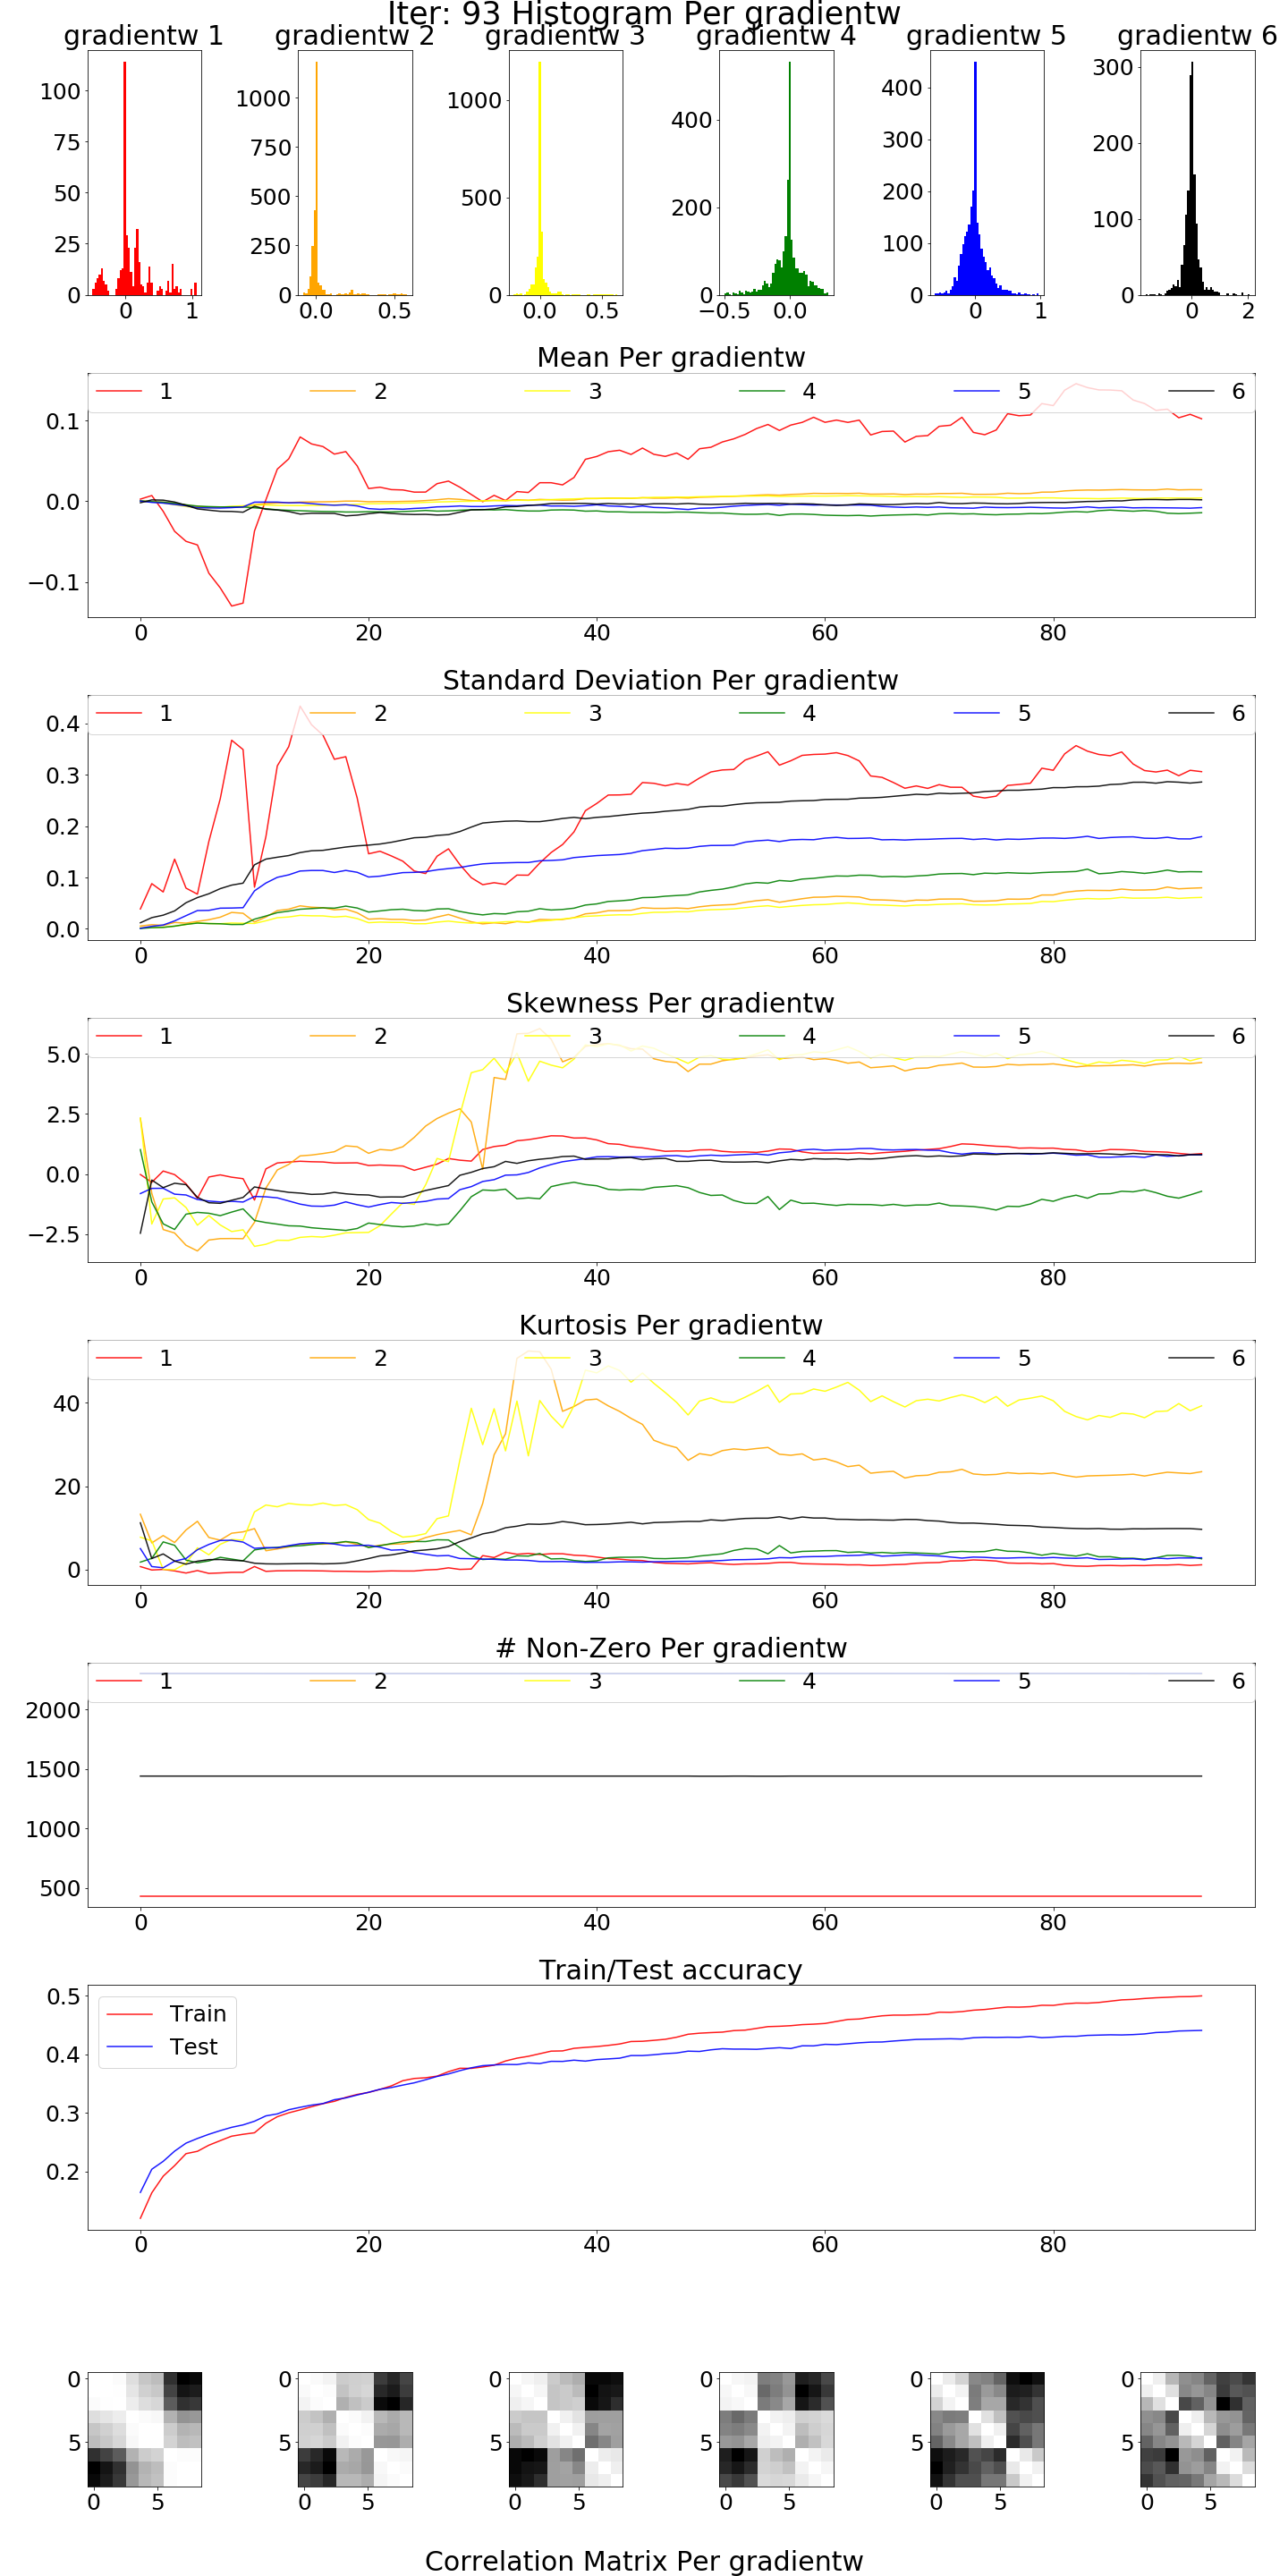 Iter: 93 Histogram Per gradientw
gradientw 1 gradientw 2 gradientw 3 gradientw 4 gradientw 5 gradientw 6
100 75 50 25 0
0 1
1000 750 500 250 0
0.0 0.5
1000 500 0
0.0 0.5
400 200 0
−0.5 0.0
400 300 200 100 0
0 1
300 200 100 0
0 2
Mean Per gradientw
1 2 3 4 5 6
0.1
0.0
−0.1
0 20 40 60 80
Standard Deviation Per gradientw
1 2 3 4 5 6
0.4
0.3
0.2
0.1
0.0
0 20 40 60 80
Skewness Per gradientw
1 2 3 4 5 6
5.0
2.5
0.0
−2.5
0 20 40 60 80
Kurtosis Per gradientw
1 2 3 4 5 6
40
20
0
0 20 40 60 80
# Non-Zero Per gradientw
1 2 3 4 5 6
2000
1500
1000
500
0 20 40 60 80
Train/Test accuracy
Train
Test
0.5
0.4
0.3
0.2
0 20 40 60 80
0 0 0 0 0 0
5 5 5 5 5 5
0 5 0 5 0 5 0 5 0 5 0 5
Correlation Matrix Per gradientw